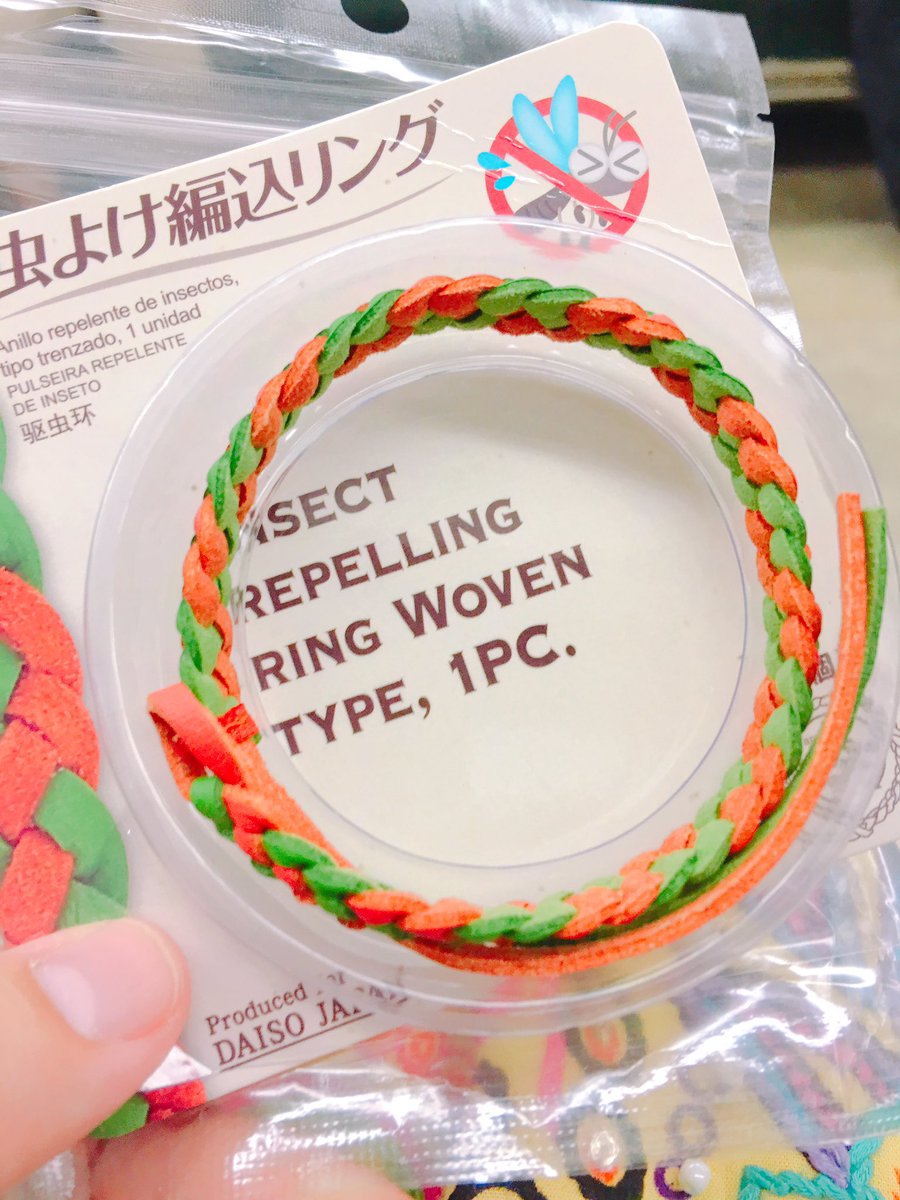 虫よけ編込リング
Anillo repelente de insectos,
tipo trenzado, 1 unidad
PULSEIRA REPELENTE
DE INSETO
驱虫环
INSECT
REPELLING
RING WOVEN
TYPE, 1PC.
Produced
DAISO JA